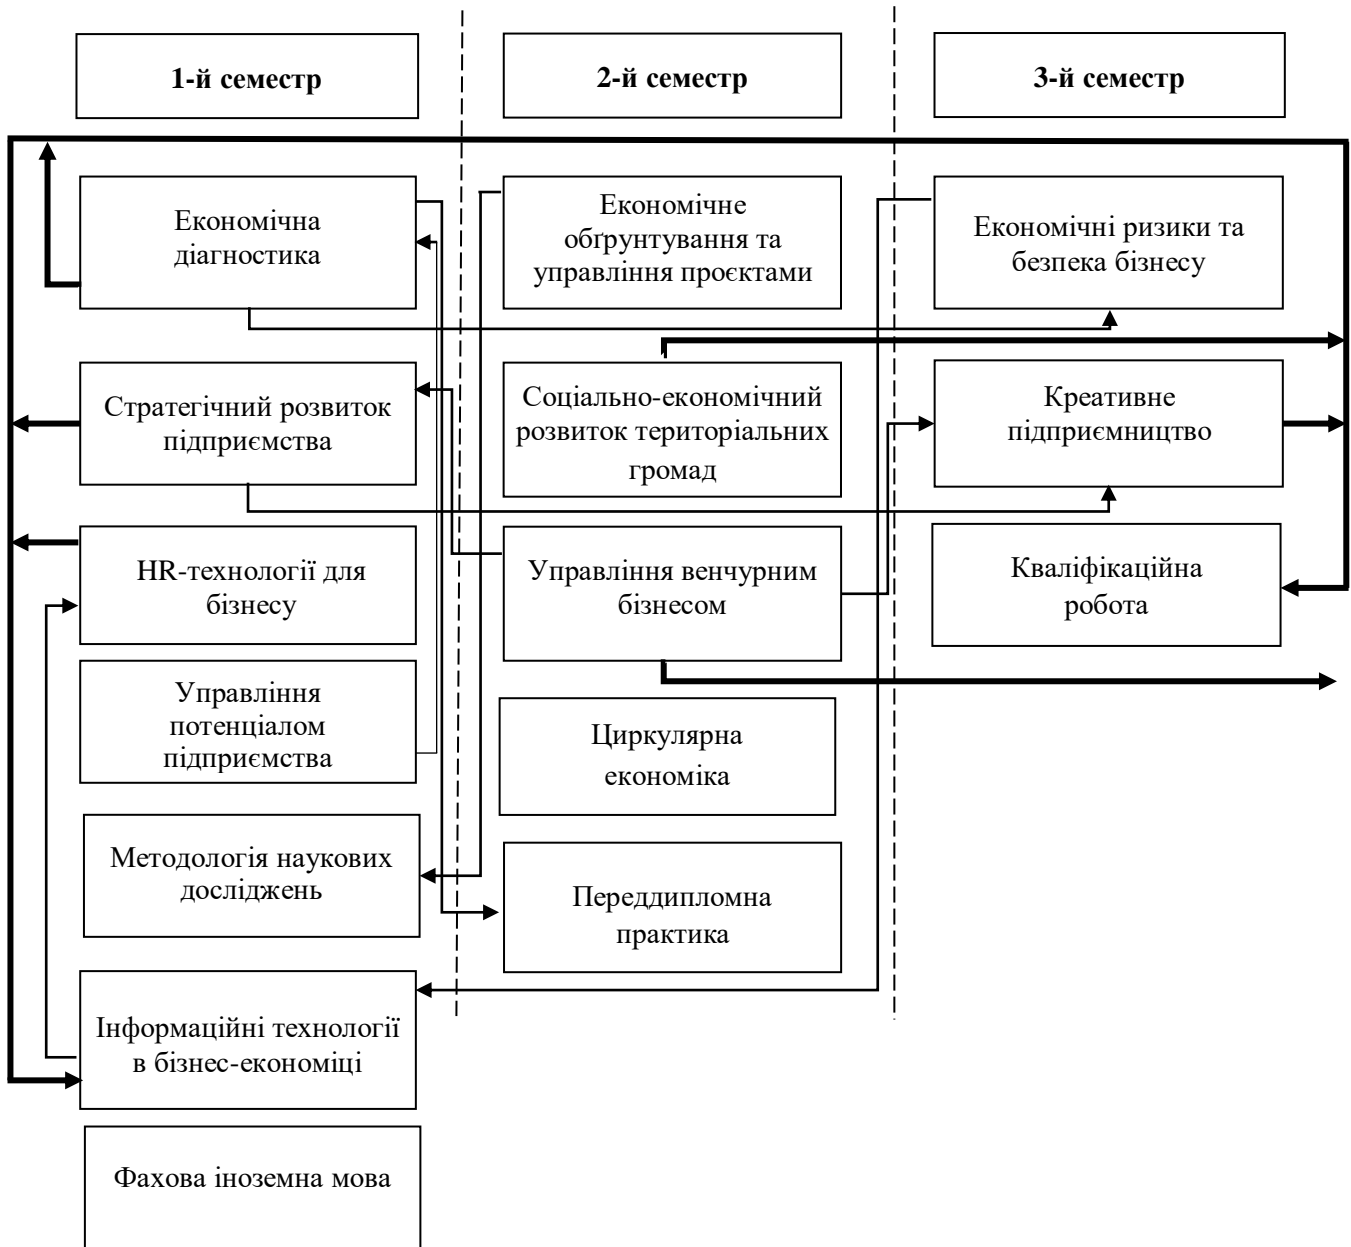 1-й семестр
2-й семестр
3-й семестр
Економічна
діагностика
Економічне
обґрунтування та
управління проєктами
Економічні ризики та
безпека бізнесу
Стратегічний розвиток
підприємства
Соціально-економічний
розвиток територіальних
громад
Креативне
підприємництво
HR-технології для
бізнесу
Управління венчурним
бізнесом
Кваліфікаційна
робота
Управління
потенціалом
підприємства
Циркулярна
економіка
Методологія наукових
досліджень
Переддипломна
практика
Інформаційні технології
в бізнес-економіці
Фахова іноземна мова